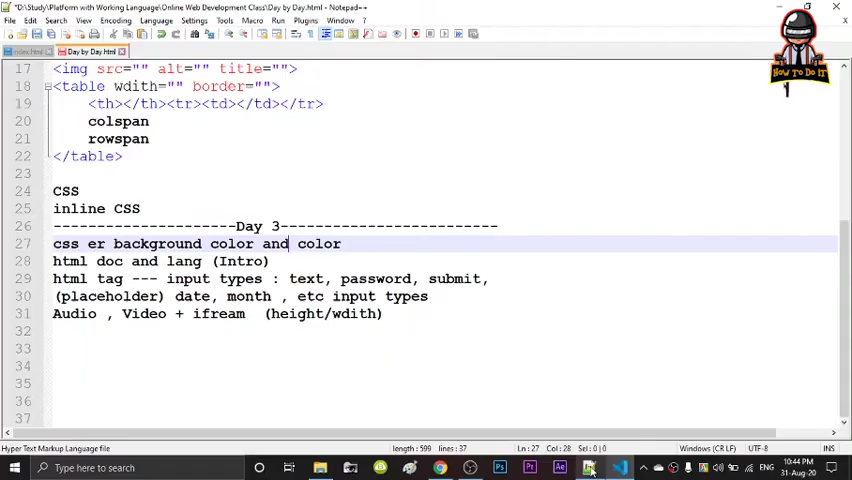 *D:\Study\Platform with Working Language\Online Web Development Class\Day by Day.html - Notepad++
File Edit Search View Encoding Language Settings Tools Macro Run Plugins Window ?
index.html Day by Day.html
HOW TO DO IT
17 <img src="" alt="" title="">
18 <table wdith="" border="">
19 <th></th><tr><td></td></tr>
20 colspan
21 rowspan
22 </table>
23
24 CSS
25 inline CSS
26 ---------------------Day 3-------------------------
27 css er background color and color
28 html doc and lang (Intro)
29 html tag --- input types : text, password, submit,
30 (placeholder) date, month , etc input types
31 Audio , Video + ifream (height/wdith)
32
33
34
35
36
37
Hyper Text Markup Language file length : 599 lines : 37 Ln : 27 Col : 28 Sel : 0 | 0 Windows (CR LF) UTF-8 INS
Type here to search Ps Pr Ae ENG 10:44 PM
31-Aug-20